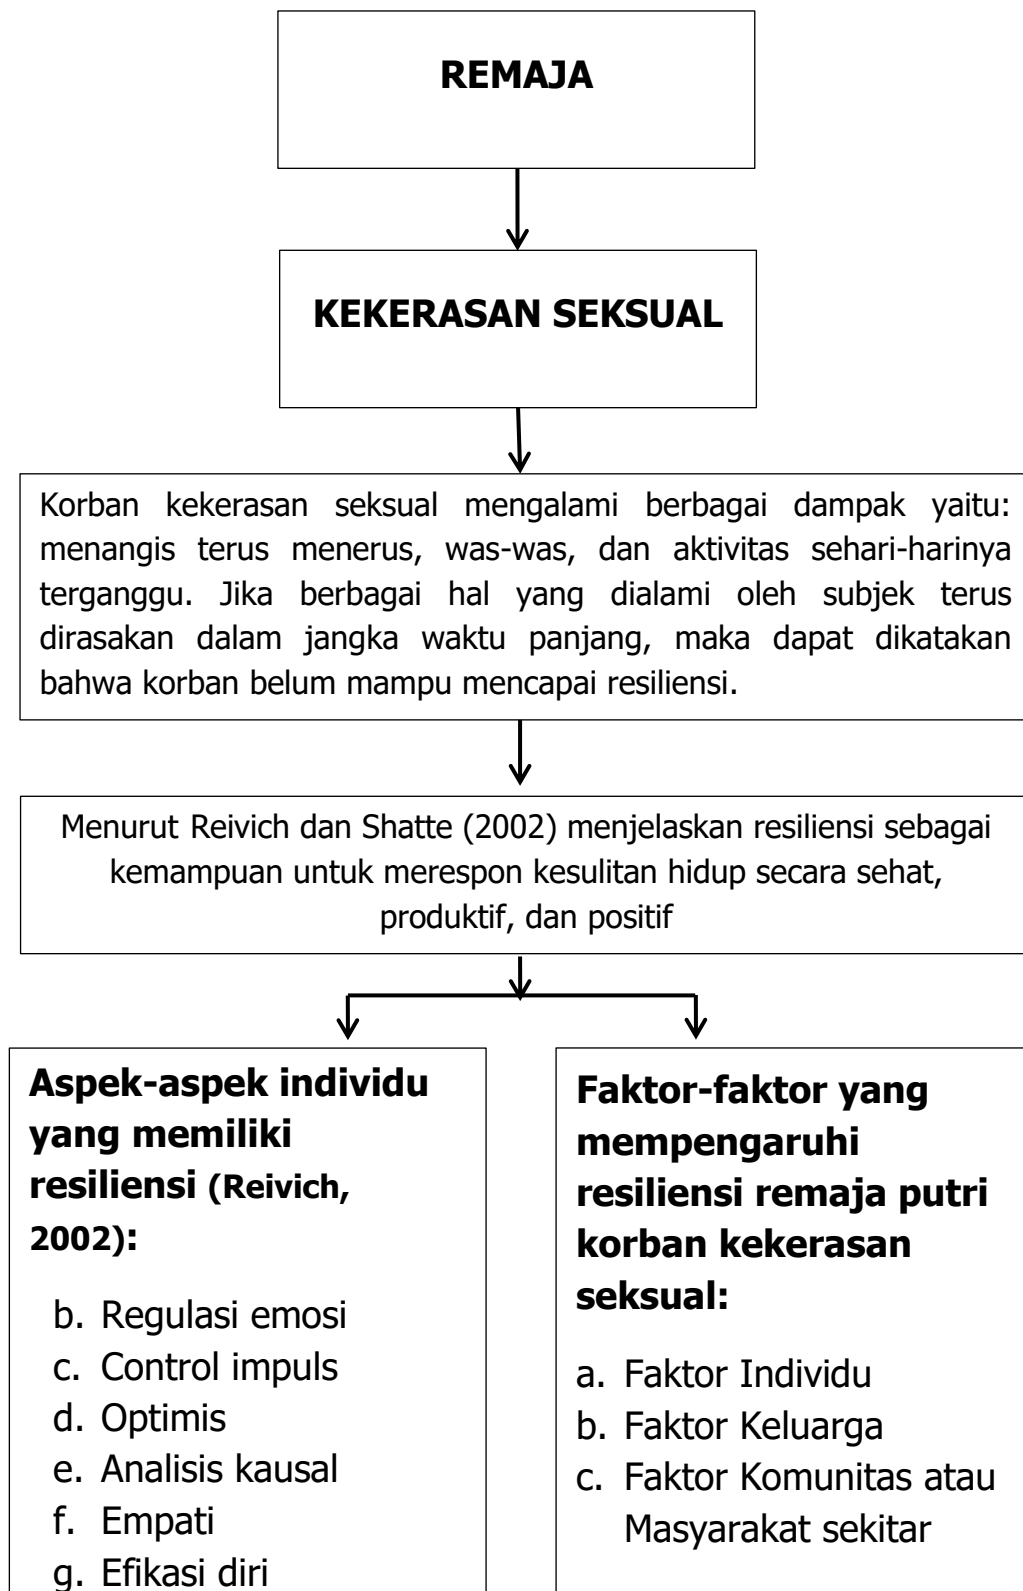 REMAJA
KEKERASAN SEKSUAL
Korban kekerasan seksual mengalami berbagai dampak yaitu:
menangis terus menerus, was-was, dan aktivitas sehari-harinya
terganggu. Jika berbagai hal yang dialami oleh subjek terus
dirasakan dalam jangka waktu panjang, maka dapat dikatakan
bahwa korban belum mampu mencapai resiliensi.
Menurut Reivich dan Shatte (2002) menjelaskan resiliensi sebagai
kemampuan untuk merespon kesulitan hidup secara sehat,
produktif, dan positif
Aspek-aspek individu
yang memiliki
resiliensi (Reivich,
2002):
b. Regulasi emosi
c. Control impuls
d. Optimis
e. Analisis kausal
f. Empati
g. Efikasi diri
Faktor-faktor yang
mempengaruhi
resiliensi remaja putri
korban kekerasan
seksual:
a. Faktor Individu
b. Faktor Keluarga
c. Faktor Komunitas atau
Masyarakat sekitar